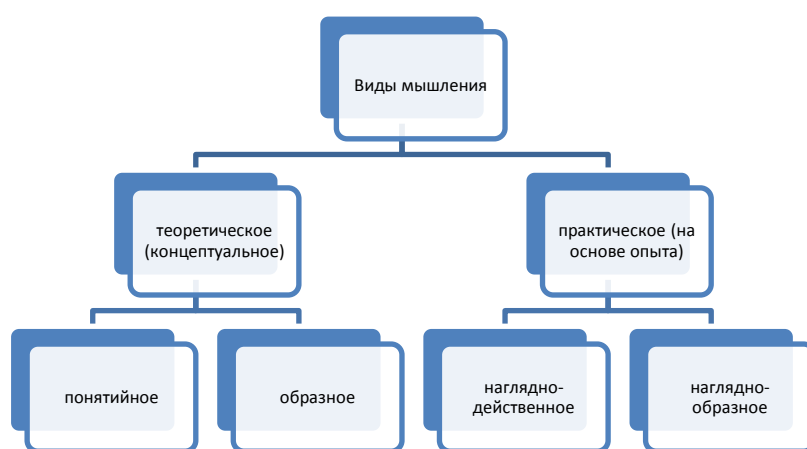 Виды мышления
теоретическое
(концептуальное)
практическое (на
основе опыта)
понятийное
образное
наглядно-
действенное
наглядно-
образное